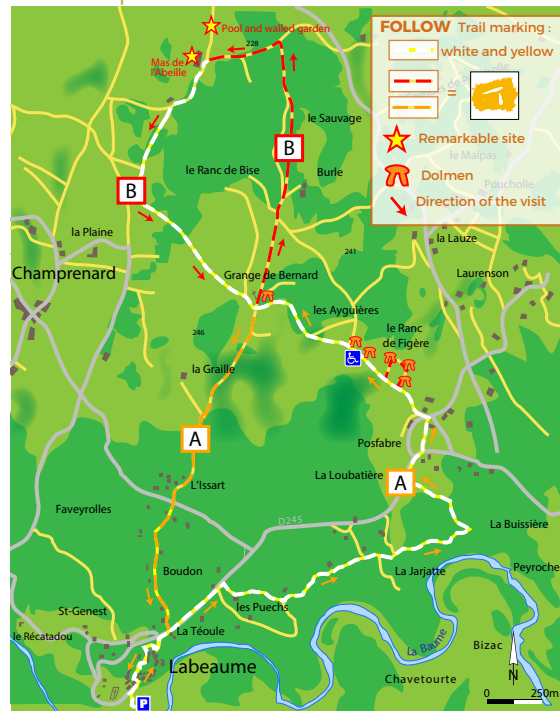 Pool and walled garden
228
Mas de
l'Abeille
FOLLOW Trail marking :
white and yellow
=
Remarkable site
Dolmen
Direction of the visit
le Maipas
Poucholle
le Sauvage
B
le Ranc de Bise
Burle
B
la Plaine
la Lauze
241
Champrenard
Grange de Bernard
Laurenson
les Ayguières
246
le Ranc
de Figère
la Graille
A
Posfabre
La Loubatière
A
L'Issart
Faveyrolles
D245
La Buissière
Boudon
La Jarjatte
Peyroche
St-Genest
les Puechs
le Récatadou
La Téoule
La Baume
Bizac
Labeaume
Chavetourte
N
P
0 250m